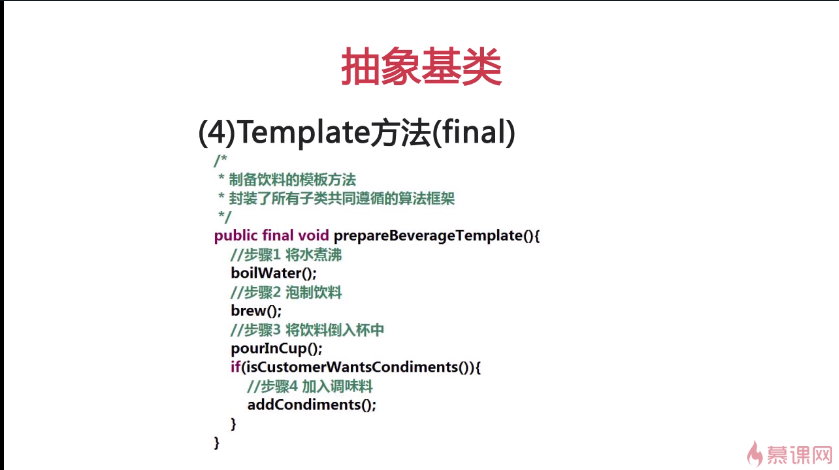 抽象基类
(4)Template方法(final)
/*
 * 制备饮料的模板方法
 * 封装了所有子类共同遵循的算法框架
 */
public final void prepareBeverageTemplate(){
    //步骤1 将水煮沸
    boilWater();
    //步骤2 泡制饮料
    brew();
    //步骤3 将饮料倒入杯中
    pourInCup();
    if(isCustomerWantsCondiments()){
        //步骤4 加入调味料
        addCondiments();
    }
}
慕课网